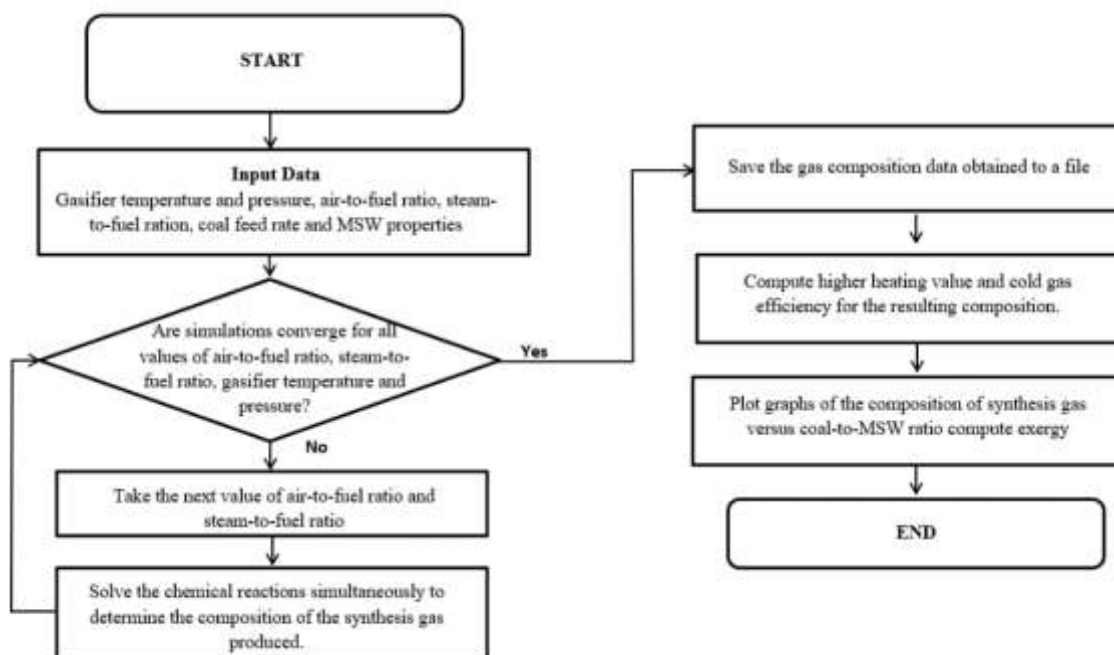 START
Input Data
Gasifier temperature and pressure, air-to-fuel ratio, steam-
to-fuel ration, coal feed rate and MSW properties
Are simulations converge for all
values of air-to-fuel ratio, steam-to-
fuel ratio, gasifier temperature and
pressure?
Yes
No
Take the next value of air-to-fuel ratio and
steam-to-fuel ratio
Solve the chemical reactions simultaneously to
determine the composition of the synthesis gas
produced.
Save the gas composition data obtained to a file
Compute higher heating value and cold gas
efficiency for the resulting composition.
Plot graphs of the composition of synthesis gas
versus coal-to-MSW ratio compute exergy
END